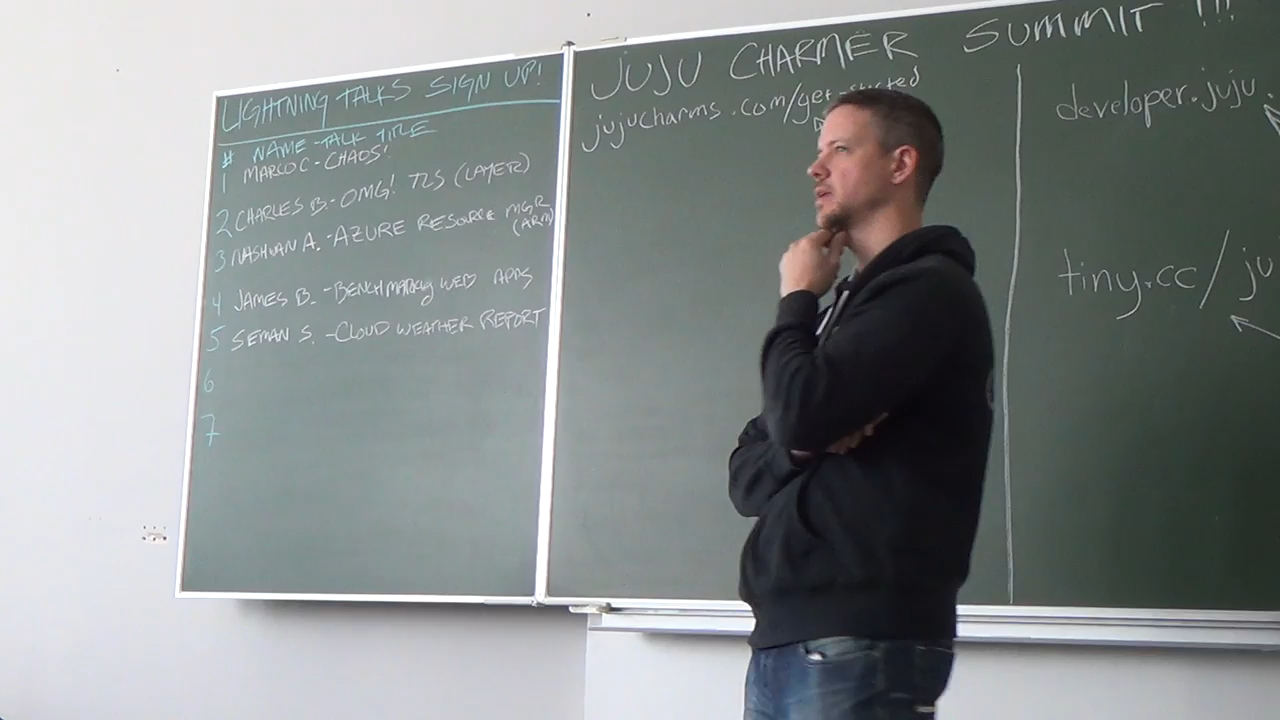 LIGHTNING TALKS SIGN UP!
# NAME - TALK TITLE
1 MARCO C - CHAOS!
2 CHARLES B. - OMG! TLS (LAYER)
3 NASHWAN A. - AZURE RESOURCE MGR
(ARM)
4 JAMES B. - BENCHMARKING WEB APPS
5 SEMAN S. - CLOUD WEATHER REPORT
6
7
JUJU CHARMER SUMMIT !!!
jujucharms.com/get-started
developer.juju.
tiny.cc/ju